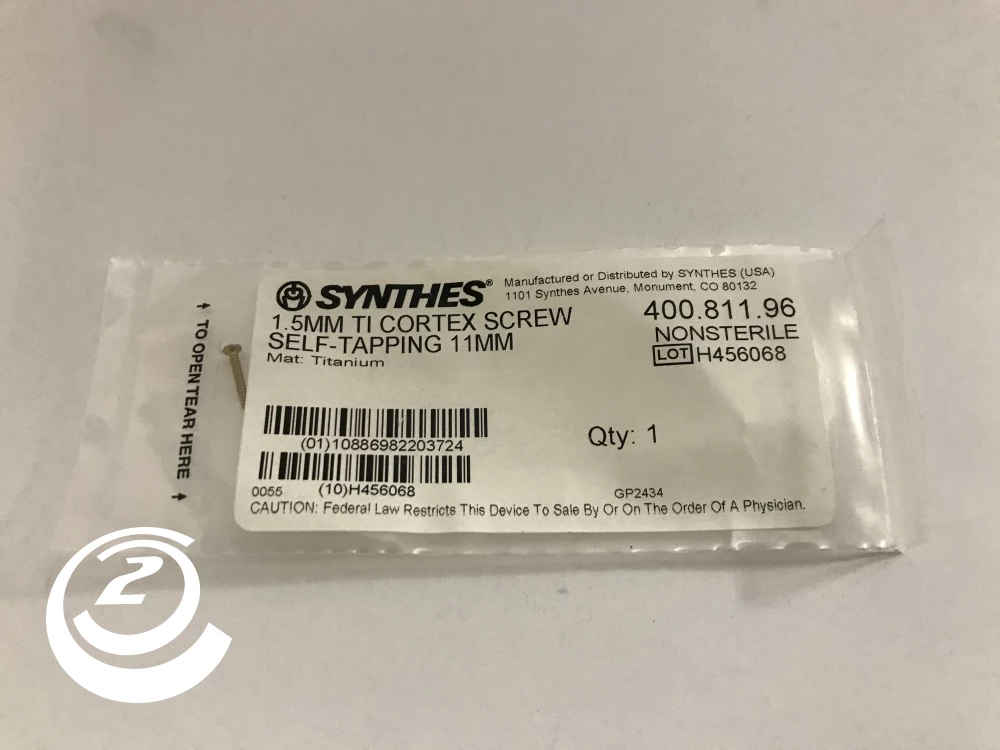 SYNTHES®
Manufactured or Distributed by SYNTHES (USA)
1101 Synthes Avenue, Monument, CO 80132
1.5MM TI CORTEX SCREW
SELF-TAPPING 11MM
Mat: Titanium
400.811.96
NONSTERILE
LOT H456068
↑ TO OPEN TEAR HERE ↑
(01)10886982203724
Qty: 1
(10)H456068
0055
GP2434
CAUTION: Federal Law Restricts This Device To Sale By Or On The Order Of A Physician.
2